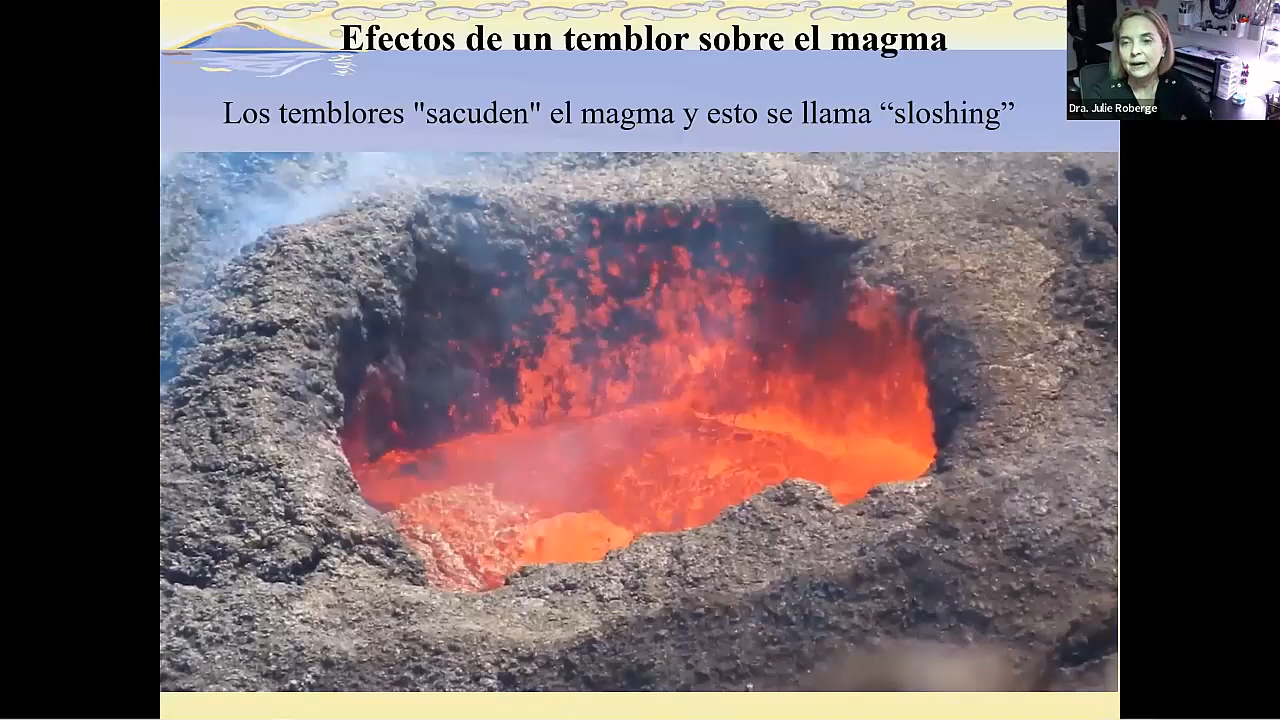 Efectos de un temblor sobre el magma
Los temblores "sacuden" el magma y esto se llama “sloshing”
Dra. Julie Roberge